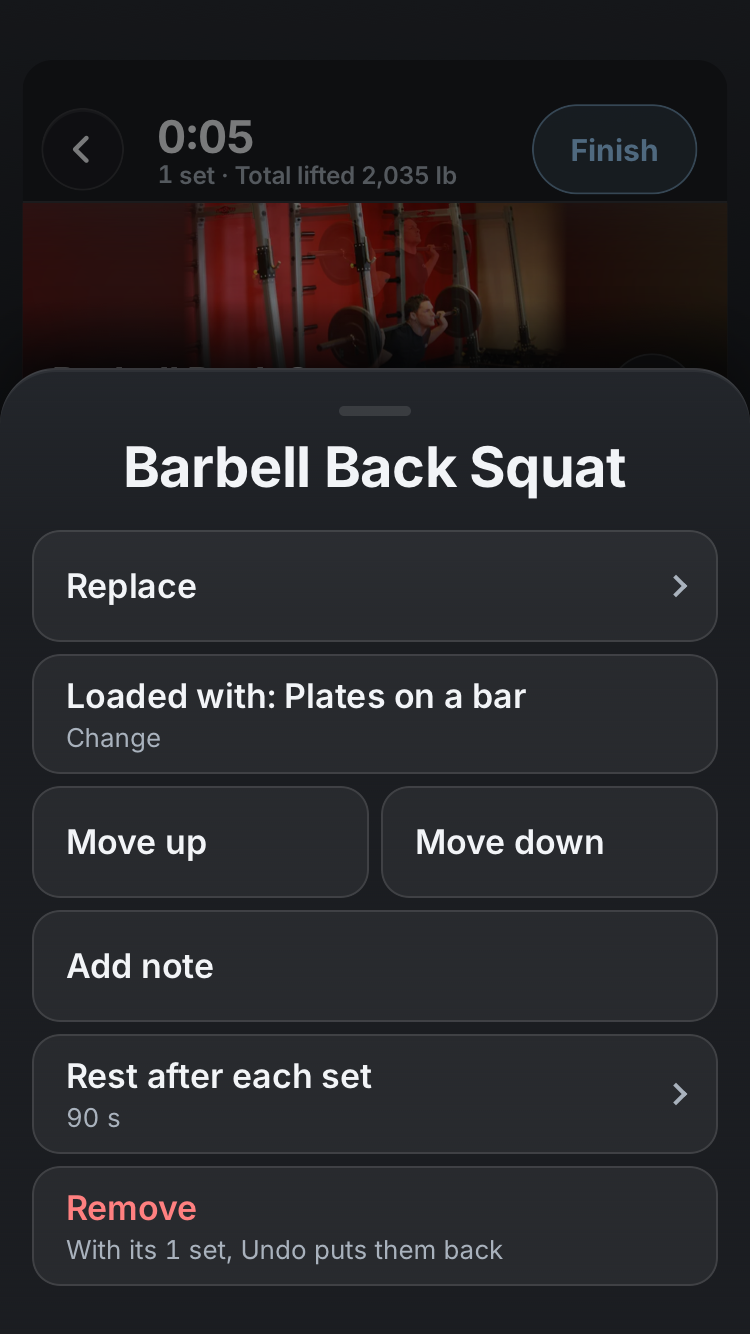 0:05
1 set · Total lifted 2,035 lb
Finish
Barbell Back Squat
Replace
Loaded with: Plates on a bar
Change
Move up
Move down
Add note
Rest after each set
90 s
Remove
With its 1 set, Undo puts them back